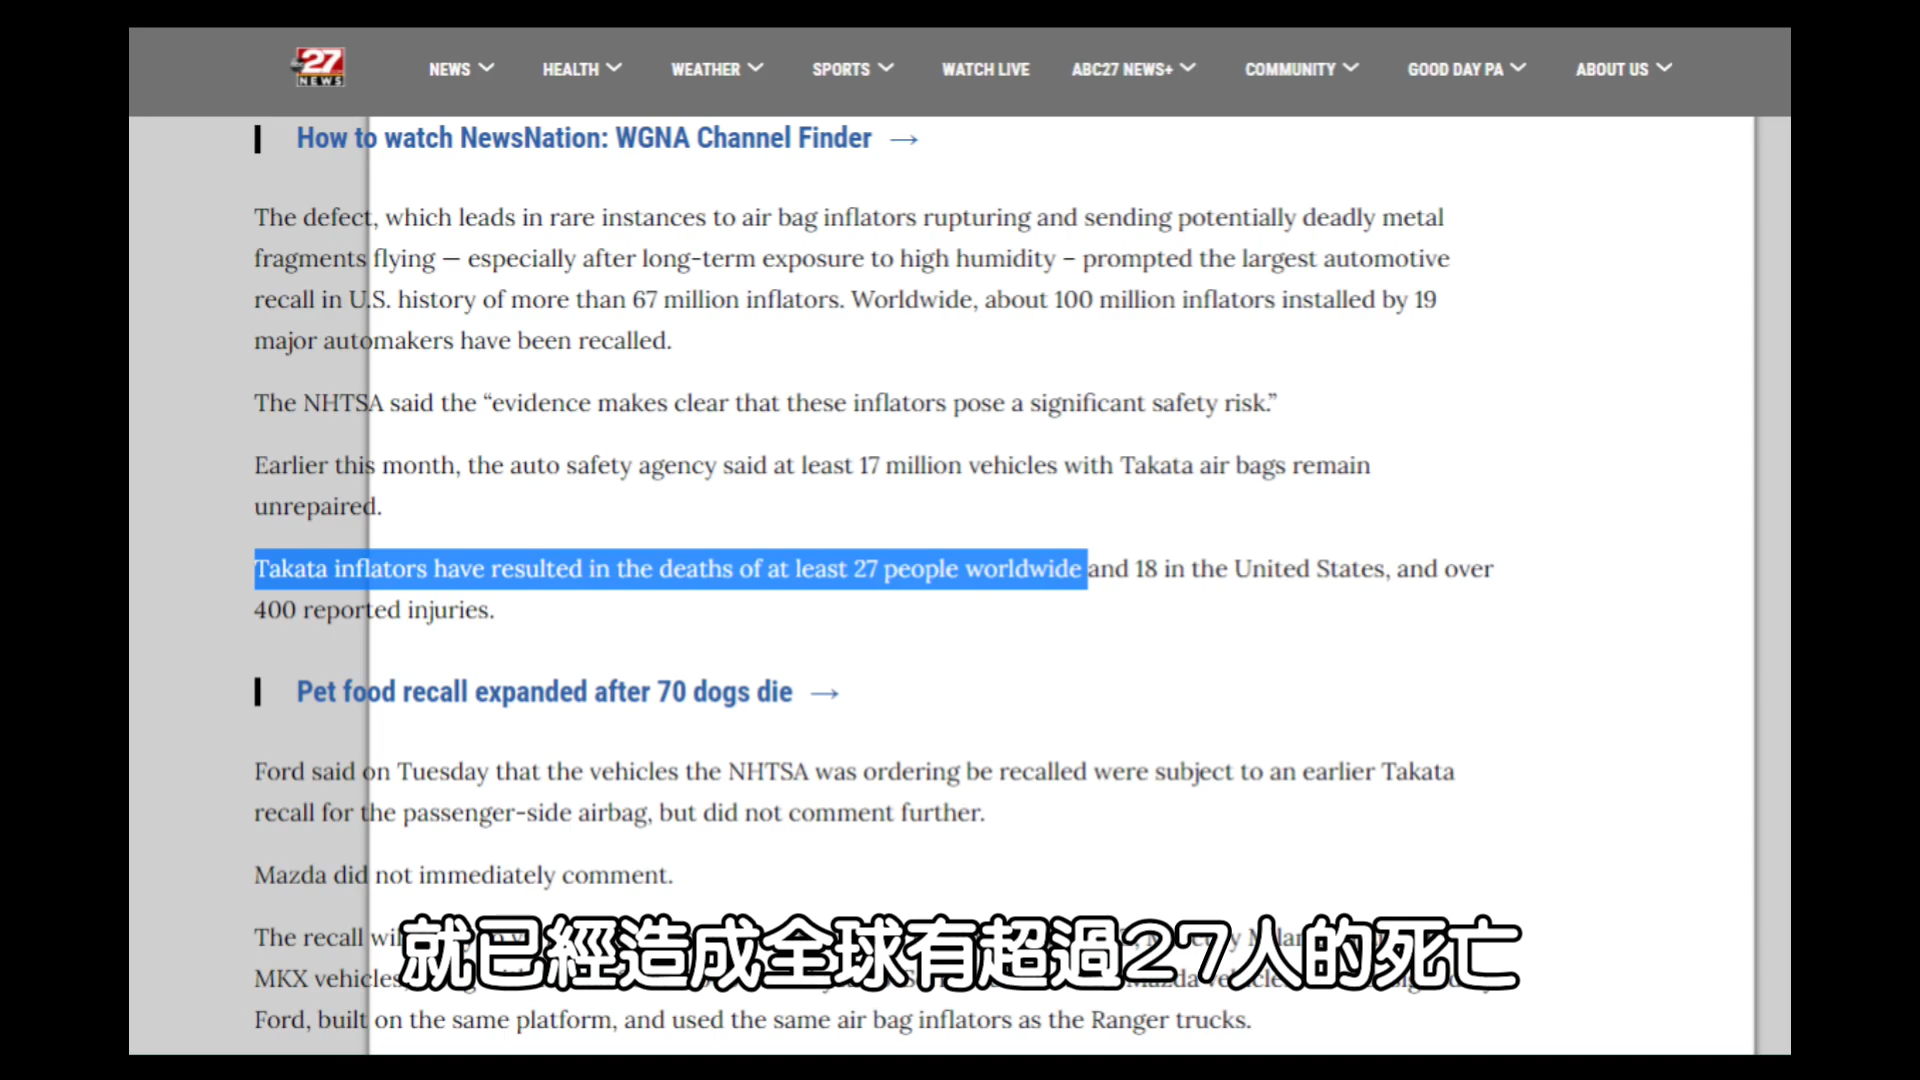 27
NEWS
NEWS HEALTH WEATHER SPORTS WATCH LIVE ABC27 NEWS+ COMMUNITY GOOD DAY PA ABOUT US
How to watch NewsNation: WGNA Channel Finder →
The defect, which leads in rare instances to air bag inflators rupturing and sending potentially deadly metal
fragments flying — especially after long-term exposure to high humidity – prompted the largest automotive
recall in U.S. history of more than 67 million inflators. Worldwide, about 100 million inflators installed by 19
major automakers have been recalled.
The NHTSA said the “evidence makes clear that these inflators pose a significant safety risk.”
Earlier this month, the auto safety agency said at least 17 million vehicles with Takata air bags remain
unrepaired.
Takata inflators have resulted in the deaths of at least 27 people worldwide and 18 in the United States, and over
400 reported injuries.
Pet food recall expanded after 70 dogs die →
Ford said on Tuesday that the vehicles the NHTSA was ordering be recalled were subject to an earlier Takata
recall for the passenger-side airbag, but did not comment further.
Mazda did not immediately comment.
The recall
MKX vehicles
就已經造成全球有超過27人的死亡
Ford, built on the same platform, and used the same air bag inflators as the Ranger trucks.